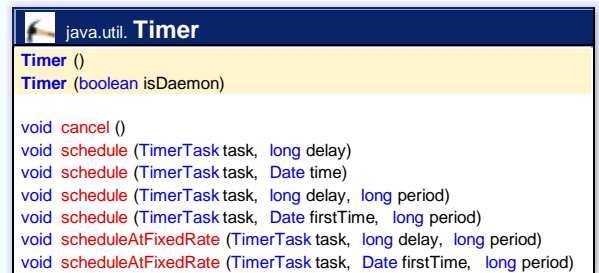 java.util. Timer
Timer ()
Timer (boolean isDaemon)
void cancel ()
void schedule (TimerTask task, long delay)
void schedule (TimerTask task, Date time)
void schedule (TimerTask task, long delay, long period)
void schedule (TimerTask task, Date firstTime, long period)
void scheduleAtFixedRate (TimerTask task, long delay, long period)
void scheduleAtFixedRate (TimerTask task, Date firstTime, long period)